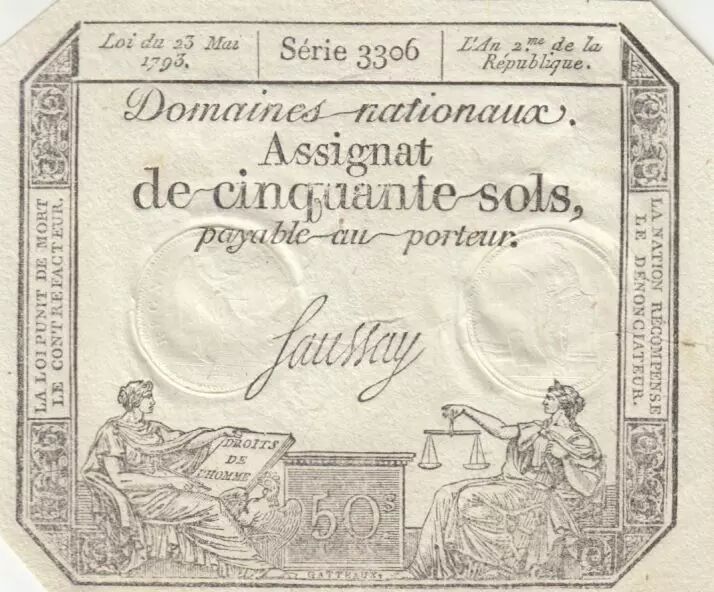 Loi du 23 Mai
1793.
Série 3306
L'An 2.me de la
République.
Domaines nationaux.
Assignat
de cinquante sols,
payable au porteur.
LA LOI PUNIT DE MORT
LE CONTREFACTEUR.
LA NATION RÉCOMPENSE
LE DÉNONCIATEUR.
Saussay
DROITS
DE
L'HOMME
50s
GATTEAUX.